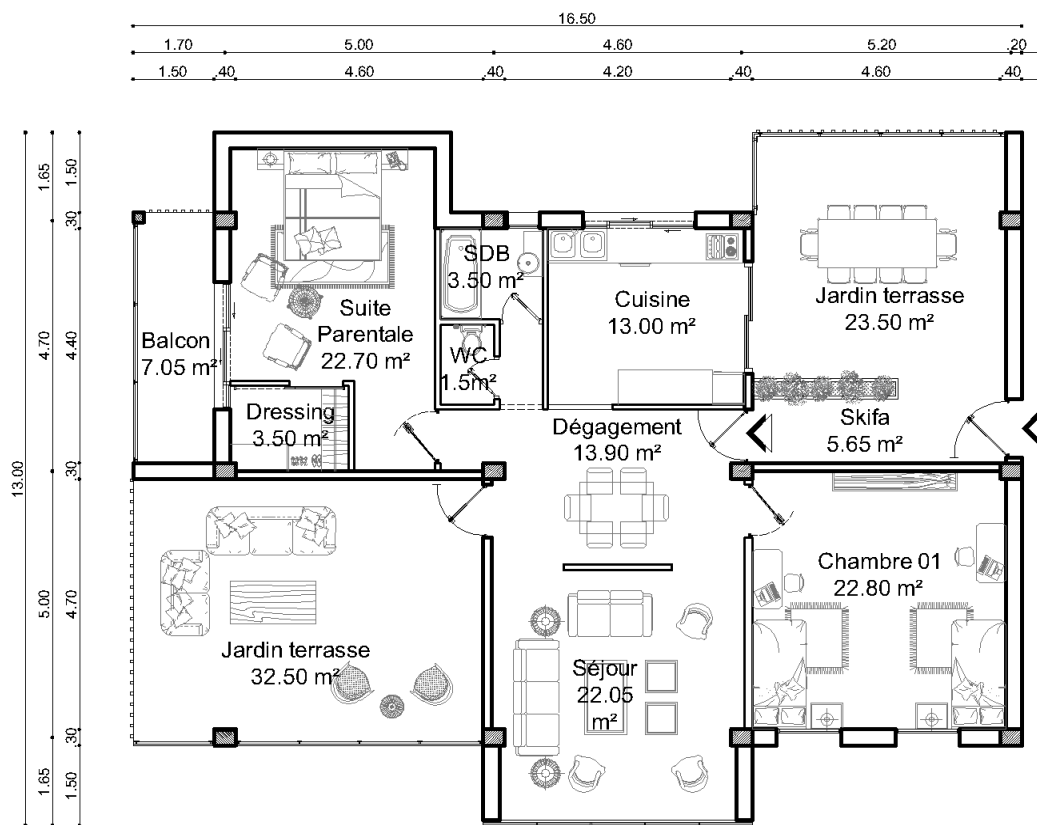 16.50
1.70 5.00 4.60 5.20 .20
1.50 .40 4.60 .40 4.20 .40 4.60 .40
13.00
1.65 4.70 .30 5.00 .30 1.65
1.50 .30 4.40 .30 4.70 .30 1.50
SDB
3.50 m²
Cuisine
13.00 m²
Jardin terrasse
23.50 m²
Suite
Parentale
22.70 m²
Balcon
7.05 m²
WC
1.5m²
Dressing
3.50 m²
Dégagement
13.90 m²
Skifa
5.65 m²
Chambre 01
22.80 m²
Jardin terrasse
32.50 m²
Séjour
22.05
m²